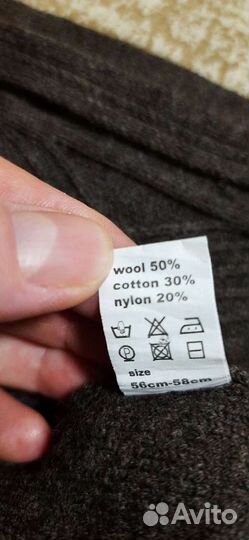 wool 50%
cotton 30%
nylon 20%
P
size
56cm-58cm
Avito